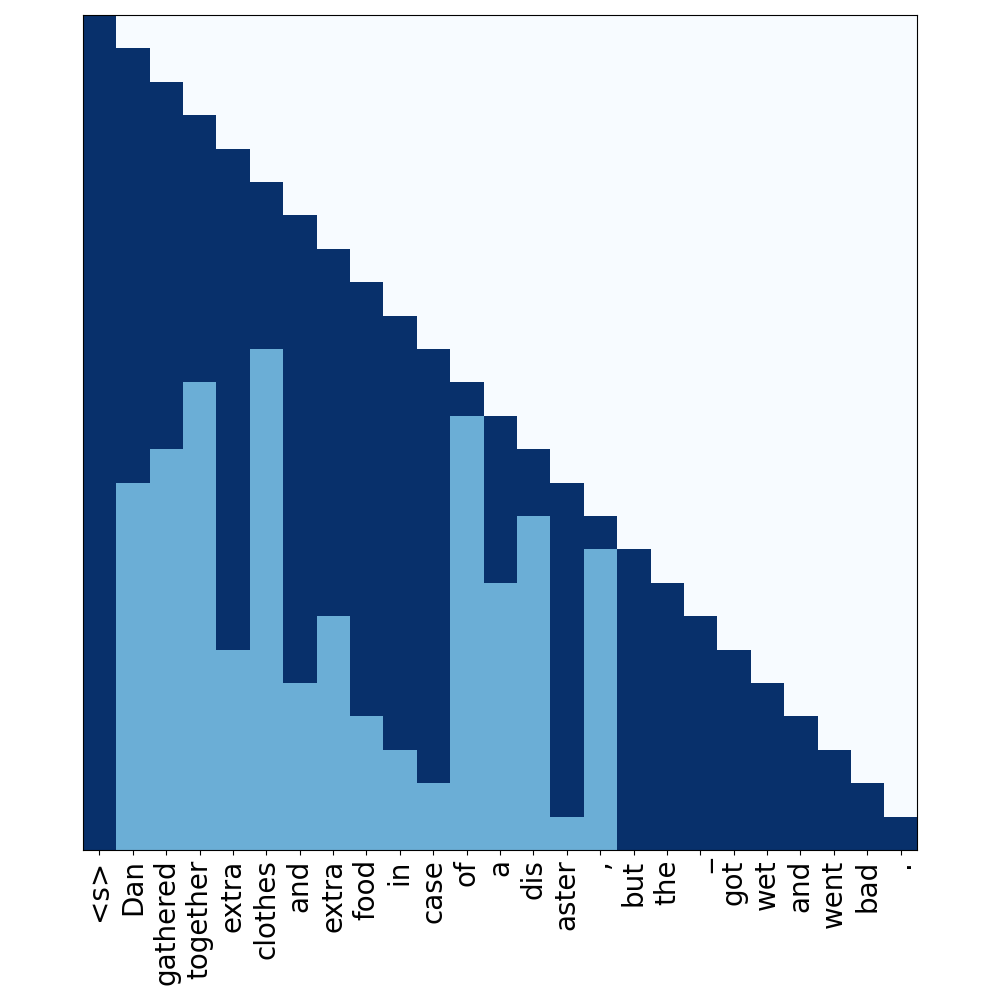 <s> Dan gathered together extra clothes and extra food in case of a dis aster , but the _ got wet and went bad .